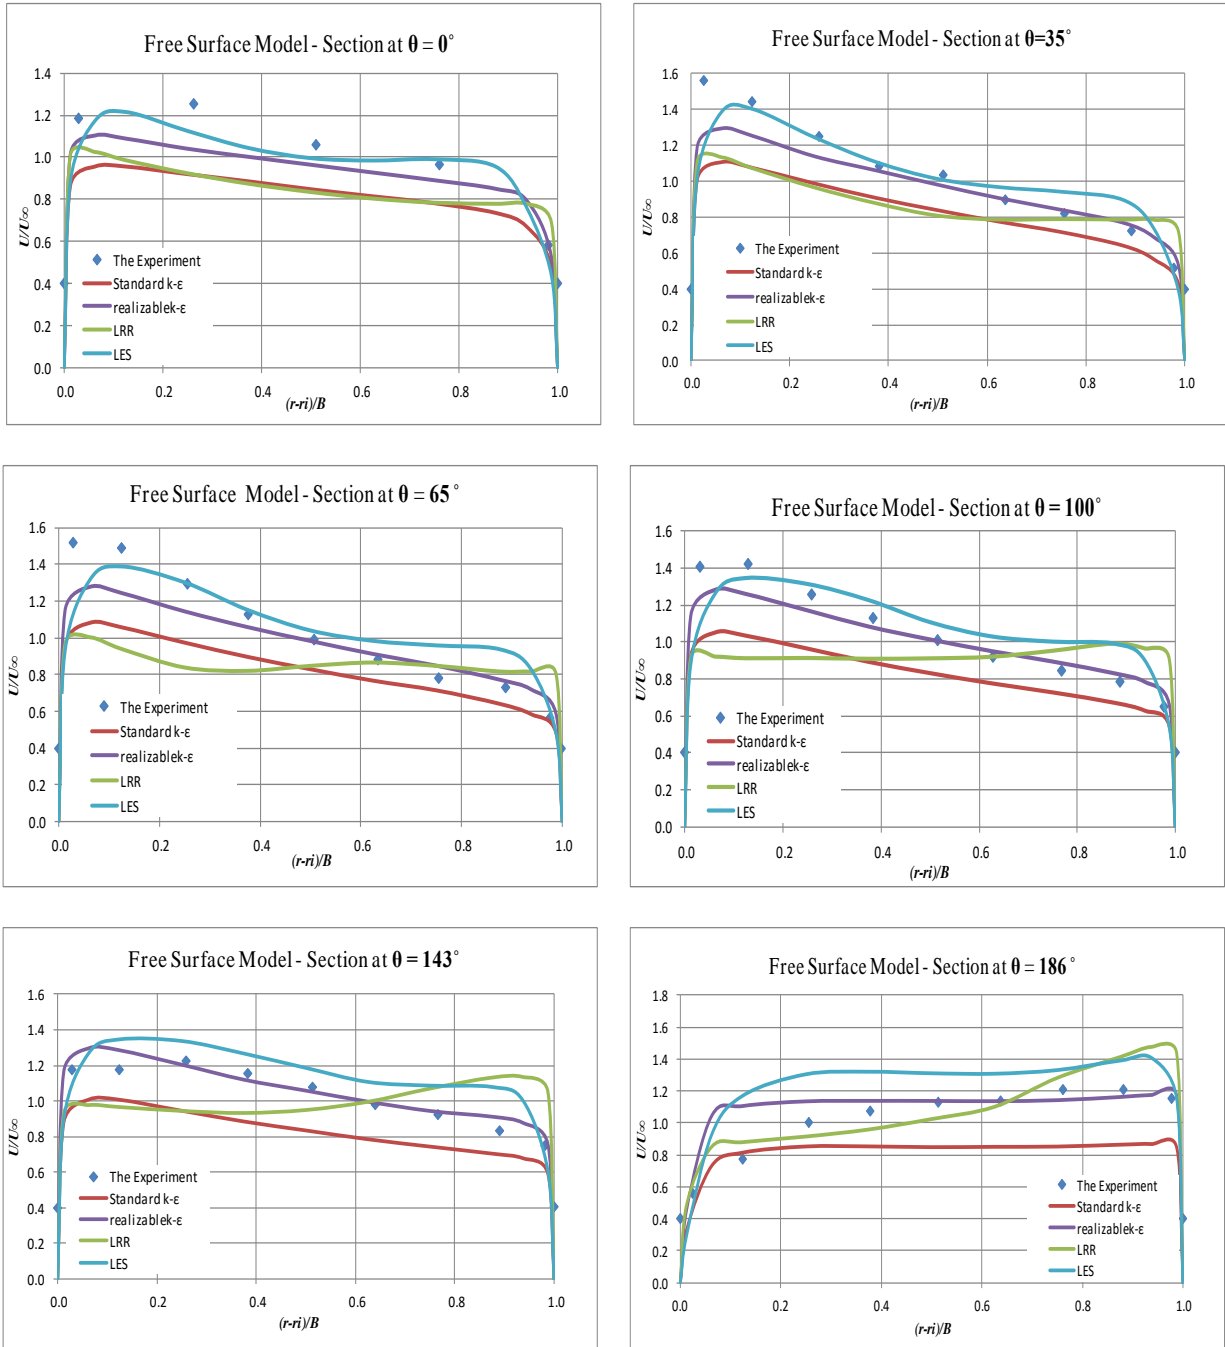 Free Surface Model - Section at θ = 0°
1.4
1.2
1.0
0.8
0.6
0.4
0.2
0.0
U/U∞
The Experiment
Standard k-ε
realizablek-ε
LRR
LES
0.0 0.2 0.4 0.6 0.8 1.0
(r-ri)/B
Free Surface Model - Section at θ=35°
1.6
1.4
1.2
1.0
0.8
0.6
0.4
0.2
0.0
U/U∞
The Experiment
Standard k-ε
realizablek-ε
LRR
LES
0.0 0.2 0.4 0.6 0.8 1.0
(r-ri)/B
Free Surface Model - Section at θ = 65°
1.6
1.4
1.2
1.0
0.8
0.6
0.4
0.2
0.0
U/U∞
The Experiment
Standard k-ε
realizablek-ε
LRR
LES
0.0 0.2 0.4 0.6 0.8 1.0
(r-ri)/B
Free Surface Model - Section at θ = 100°
1.6
1.4
1.2
1.0
0.8
0.6
0.4
0.2
0.0
U/U∞
The Experiment
Standard k-ε
realizablek-ε
LRR
LES
0.0 0.2 0.4 0.6 0.8 1.0
(r-ri)/B
Free Surface Model - Section at θ = 143°
1.6
1.4
1.2
1.0
0.8
0.6
0.4
0.2
0.0
U/U∞
The Experiment
Standard k-ε
realizablek-ε
LRR
LES
0.0 0.2 0.4 0.6 0.8 1.0
(r-ri)/B
Free Surface Model - Section at θ = 186°
1.8
1.6
1.4
1.2
1.0
0.8
0.6
0.4
0.2
0.0
U/U∞
The Experiment
Standard k-ε
realizablek-ε
LRR
LES
0.0 0.2 0.4 0.6 0.8 1.0
(r-ri)/B